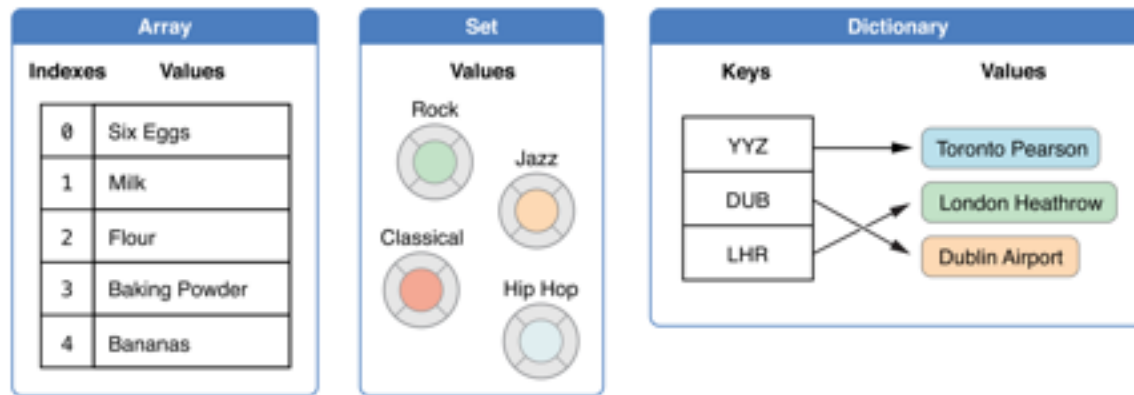 Array
Indexes Values
0 Six Eggs
1 Milk
2 Flour
3 Baking Powder
4 Bananas
Set
Values
Rock
Jazz
Classical
Hip Hop
Dictionary
Keys Values
YYZ Toronto Pearson
DUB London Heathrow
LHR Dublin Airport